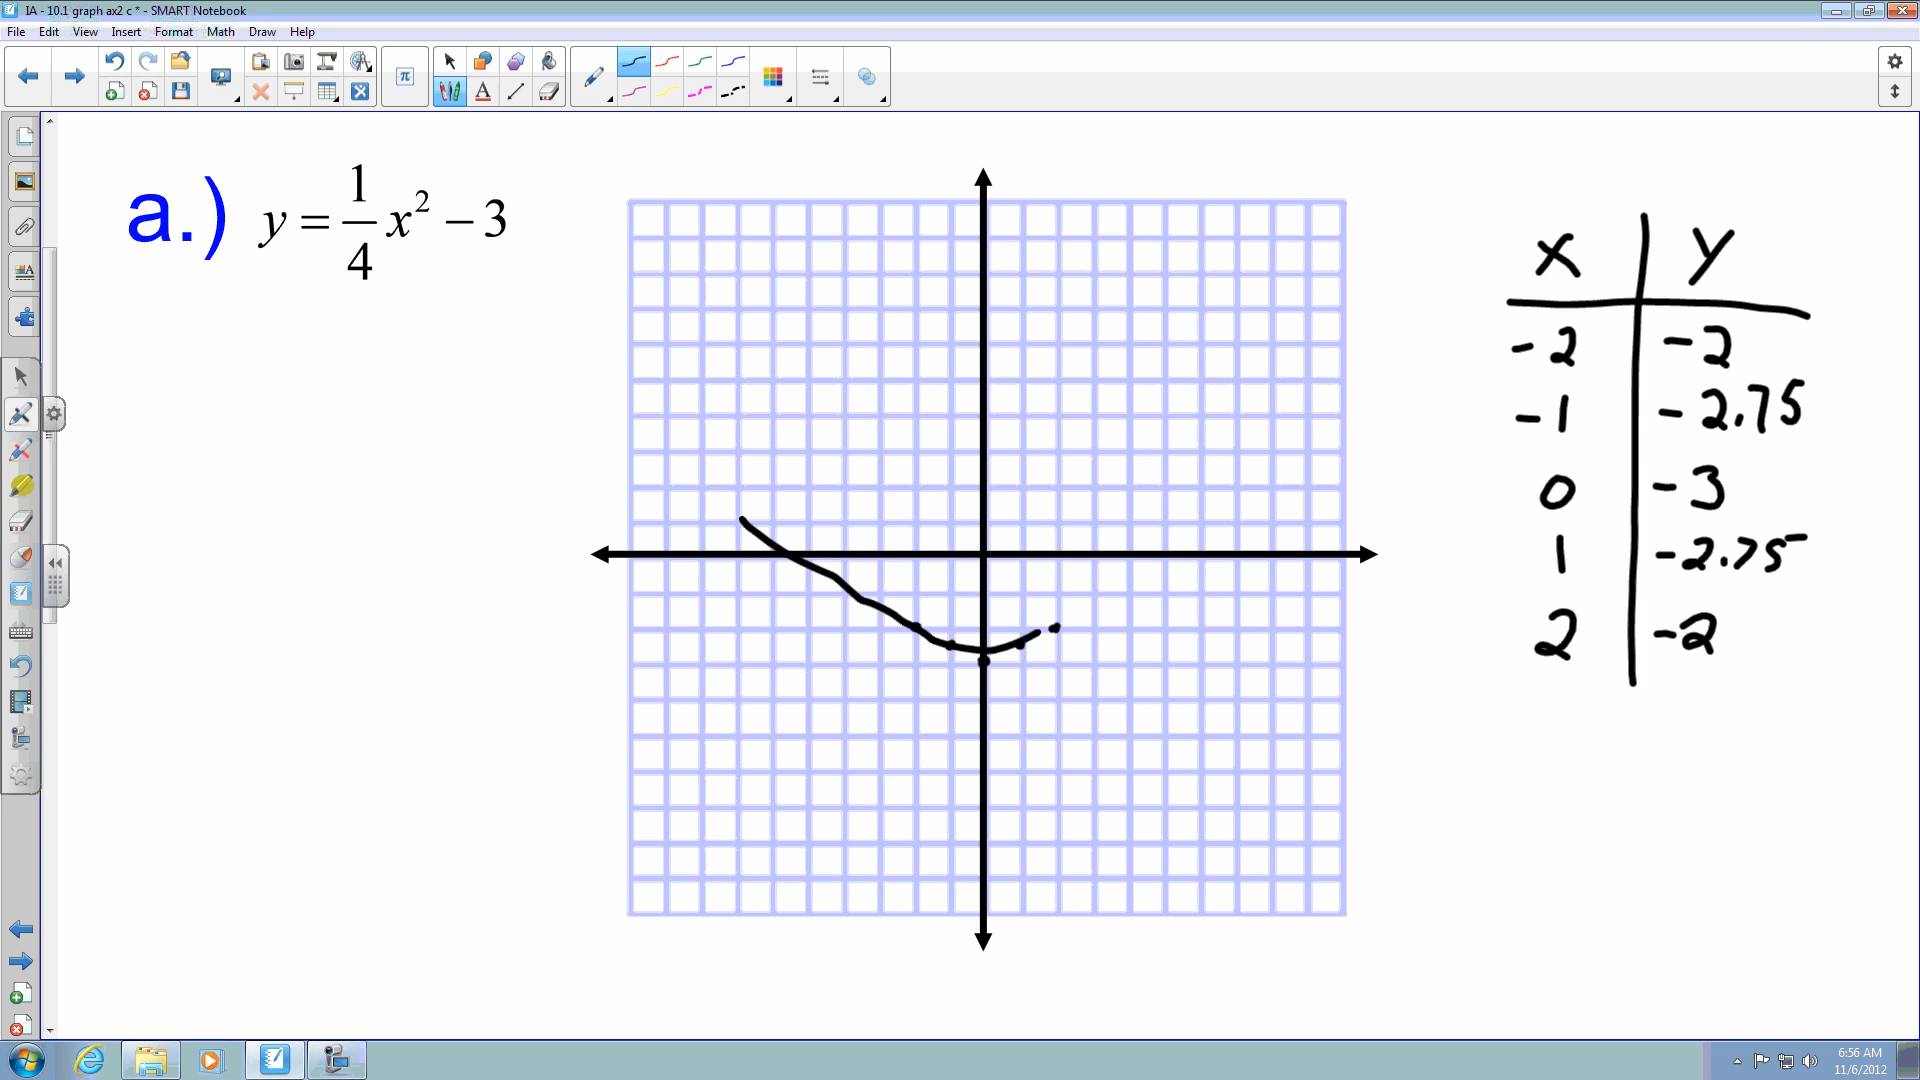 IA - 10.1 graph ax2 c * - SMART Notebook
File Edit View Insert Format Math Draw Help
π
A
a.) y = 1/4 x² − 3
x y
-2 -2
-1 -2.75
0 -3
1 -2.75
2 -2
6:56 AM
11/6/2012